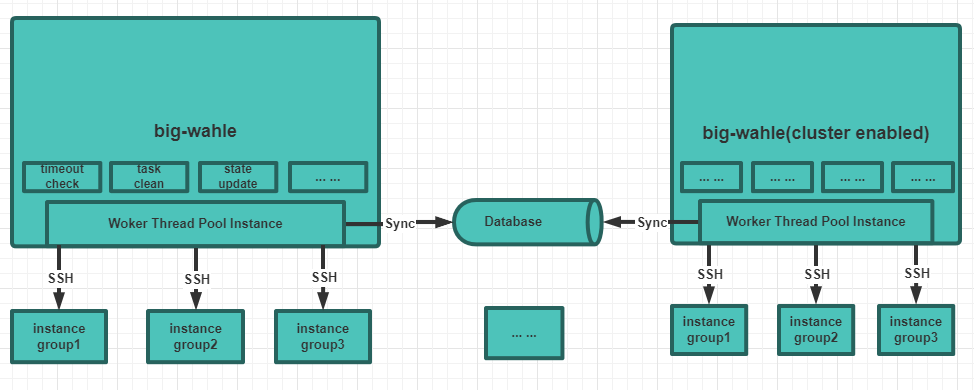 big-wahle
timeout
check
task
clean
state
update
... ...
Woker Thread Pool Instance
SSH
SSH
SSH
instance
group1
instance
group2
instance
group3
Sync
Database
Sync
... ...
big-wahle(cluster enabled)
... ...
... ...
... ...
... ...
Worker Thread Pool Instance
SSH
SSH
SSH
instance
group1
instance
group2
instance
group3